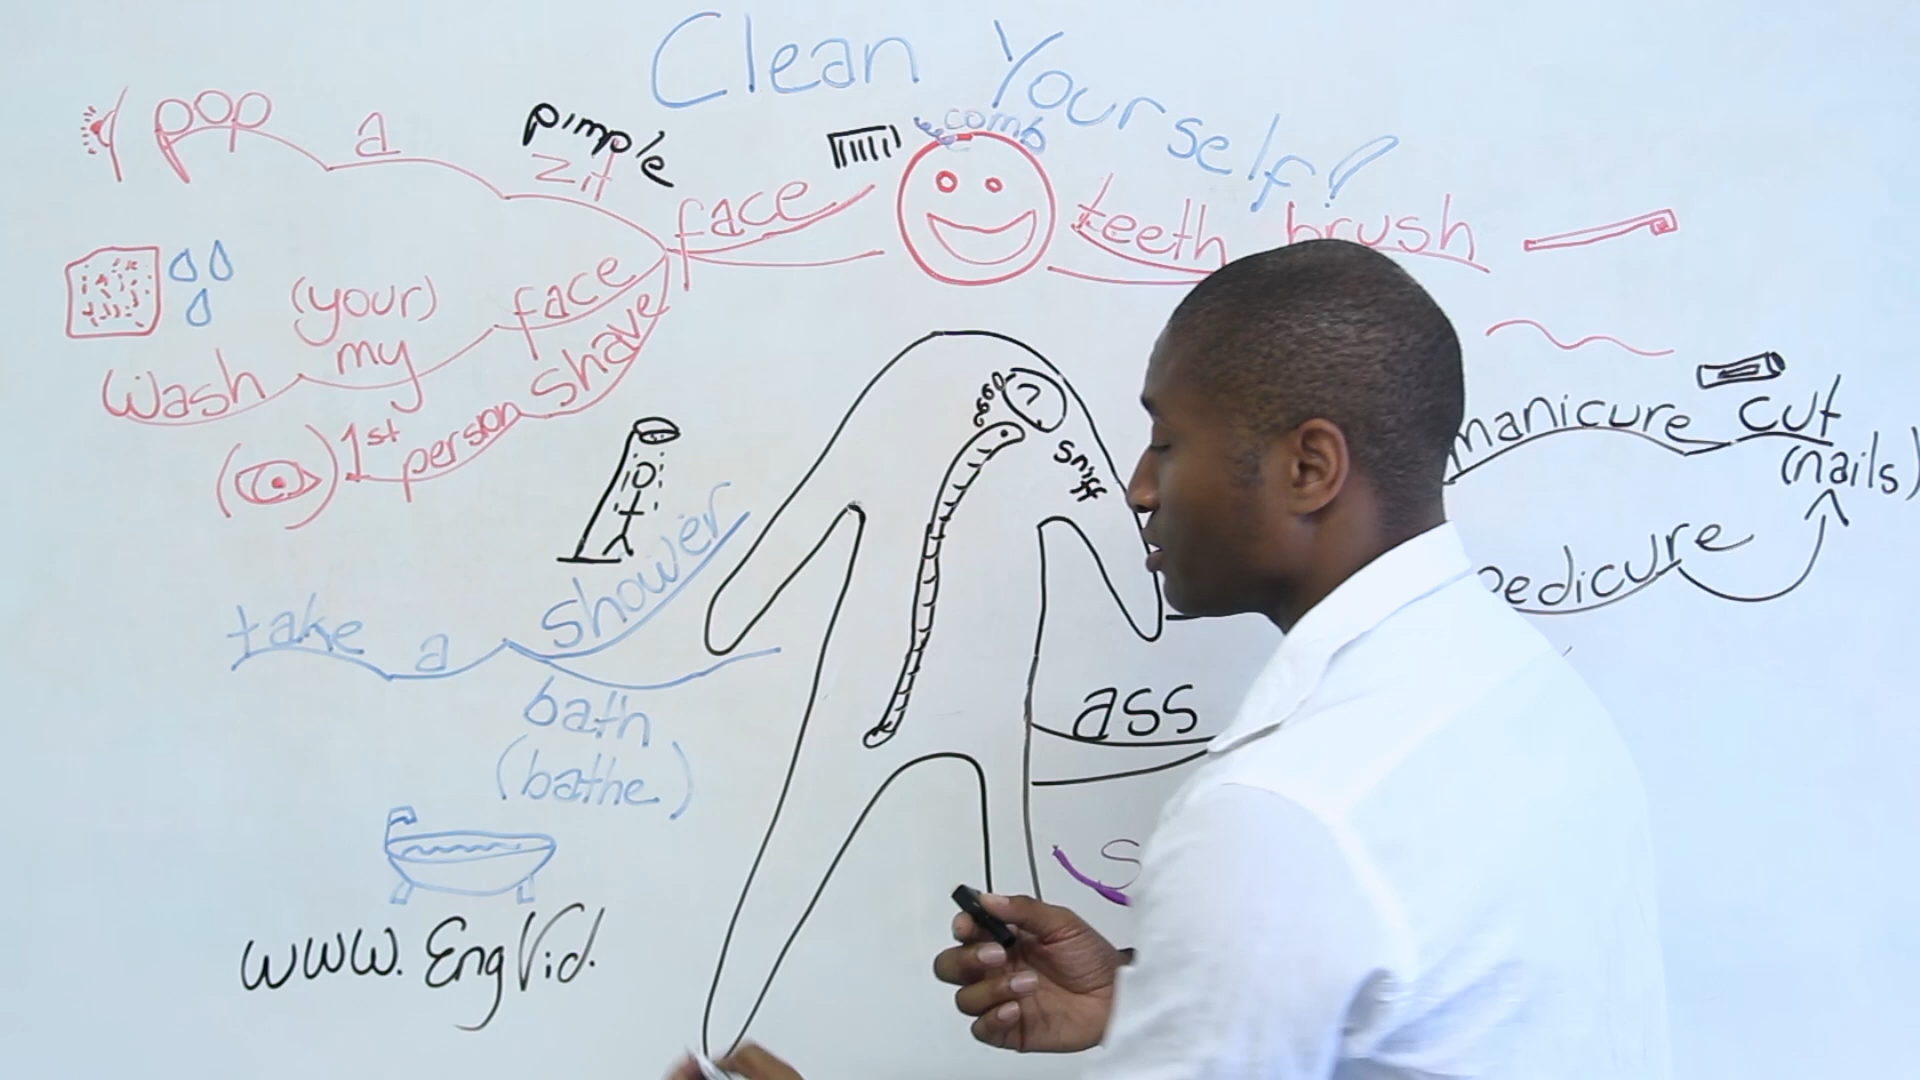 Clean Yourself!
comb
pop a zit
pimple
face
teeth brush
(your)
wash my face
shave
1st person
sniff
manicure cut
(nails)
pedicure
take a shower
bath
(bathe)
ass
www.EngVid.